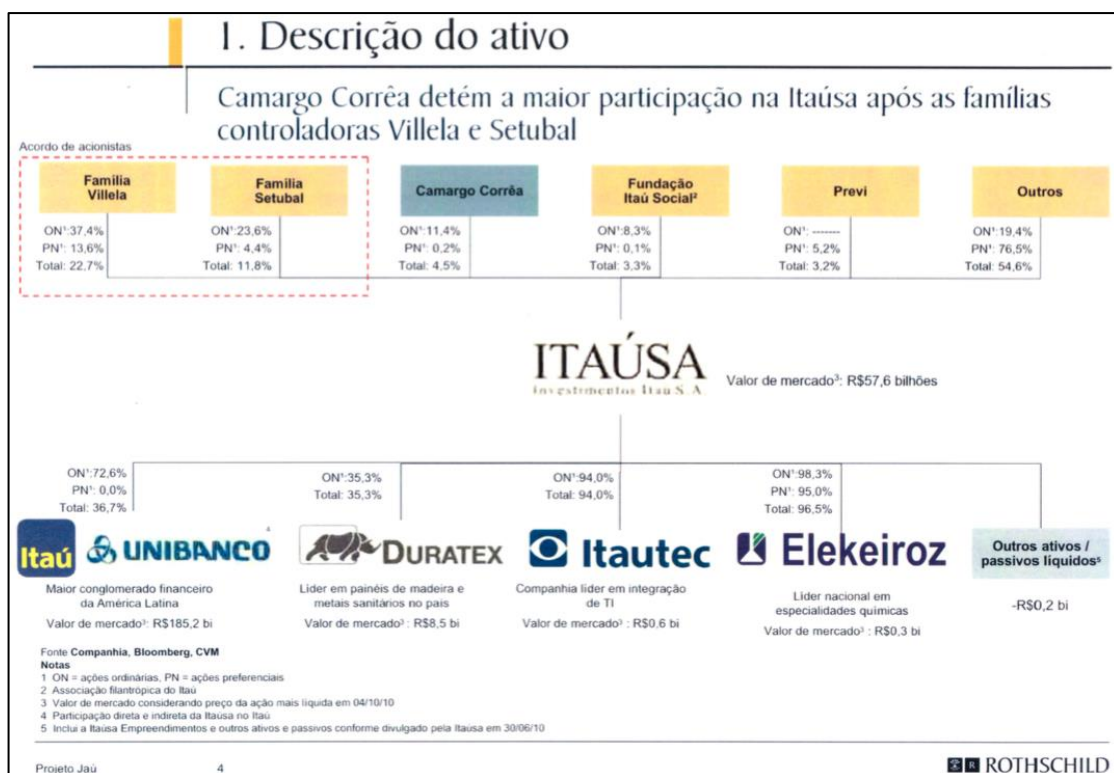 1. Descrição do ativo
Camargo Corrêa detém a maior participação na Itaúsa após as famílias
controladoras Villela e Setubal
Acordo de acionistas
Família
Villela
Família
Setubal
Camargo Corrêa
Fundação
Itaú Social²
Previ
Outros
ON¹:37,4%
PN¹: 13,6%
Total: 22,7%
ON¹:23,6%
PN¹: 4,4%
Total: 11,8%
ON¹:11,4%
PN¹: 0,2%
Total: 4,5%
ON¹:8,3%
PN¹: 0,1%
Total: 3,3%
ON¹: -------
PN¹: 5,2%
Total: 3,2%
ON¹:19,4%
PN¹: 76,5%
Total: 54,6%
ITAÚSA
Investimentos Itaú S.A.
Valor de mercado³: R$57,6 bilhões
ON¹:72,6%
PN¹: 0,0%
Total: 36,7%
ON¹:35,3%
Total: 35,3%
ON¹:94,0%
Total: 94,0%
ON¹:98,3%
PN¹: 95,0%
Total: 96,5%
Itaú UNIBANCO ⁴
Maior conglomerado financeiro
da América Latina
Valor de mercado³: R$185,2 bi
DURATEX
Líder em painéis de madeira e
metais sanitários no pais
Valor de mercado³ : R$8,5 bi
Itautec
Companhia líder em integração
de TI
Valor de mercado³ : R$0,6 bi
Elekeiroz
Líder nacional em
especialidades químicas
Valor de mercado³ : R$0,3 bi
Outros ativos /
passivos líquidos⁵
-R$0,2 bi
Fonte Companhia, Bloomberg, CVM
Notas
1 ON = ações ordinárias, PN = ações preferenciais
2 Associação filantrópica do Itaú
3 Valor de mercado considerando preço da ação mais líquida em 04/10/10
4 Participação direta e indireta da Itaúsa no Itaú
5 Inclui a Itaúsa Empreendimentos e outros ativos e passivos conforme divulgado pela Itaúsa em 30/06/10
Projeto Jaú 4
R ROTHSCHILD